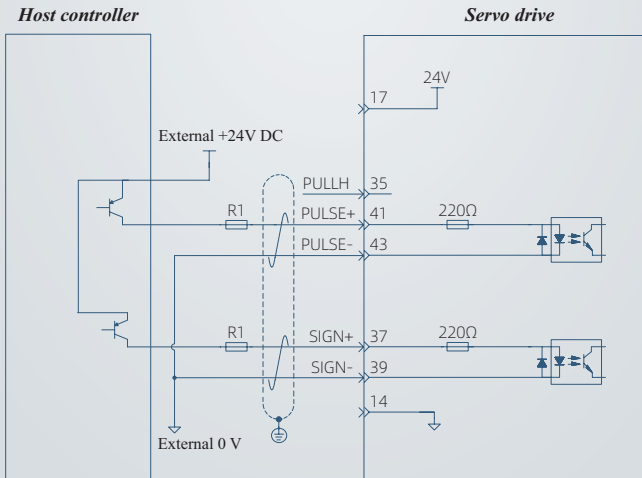 Host controller
Servo drive
24V
17
External +24V DC
PULLH 35
R1 PULSE+ 41 220Ω
PULSE- 43
R1 SIGN+ 37 220Ω
SIGN- 39
14
External 0 V